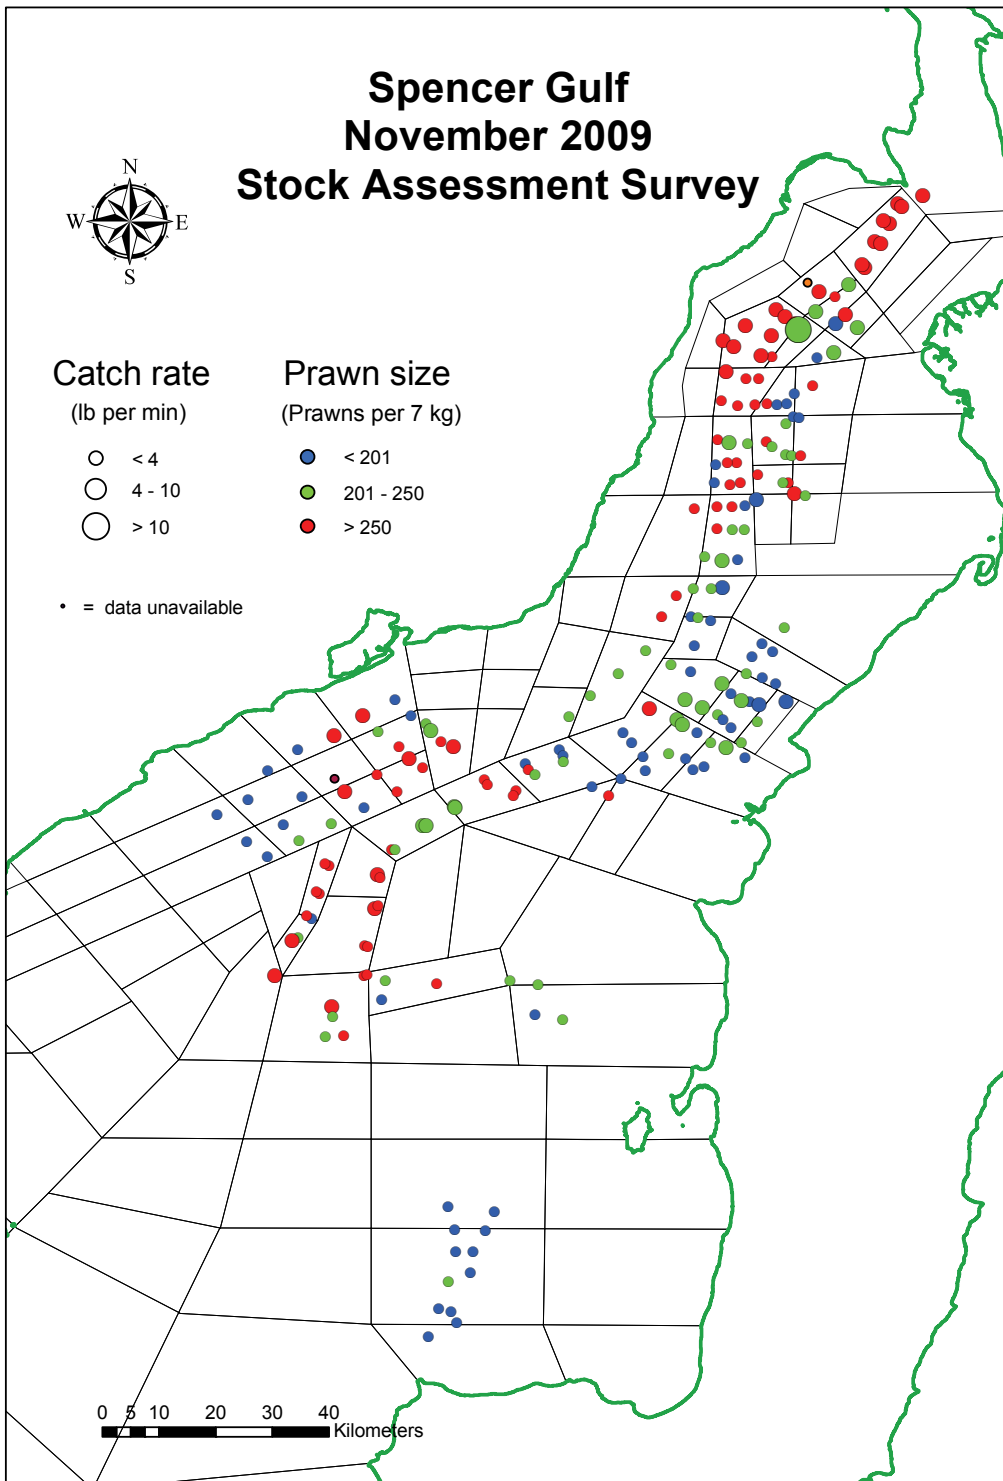 Spencer Gulf
November 2009
Stock Assessment Survey
N
W E
S
Catch rate
(lb per min)
< 4
4 - 10
> 10
Prawn size
(Prawns per 7 kg)
< 201
201 - 250
> 250
• = data unavailable
0 5 10 20 30 40
Kilometers